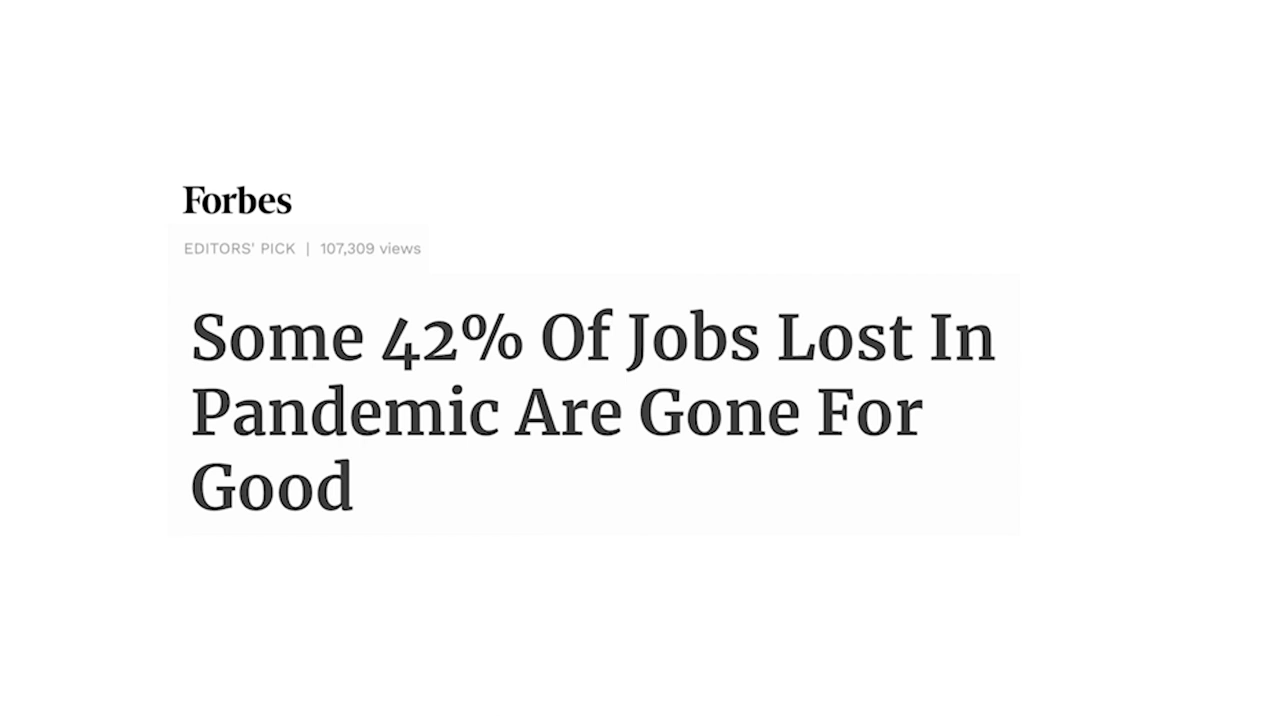 Forbes
EDITORS' PICK | 107,309 views
Some 42% Of Jobs Lost In
Pandemic Are Gone For
Good